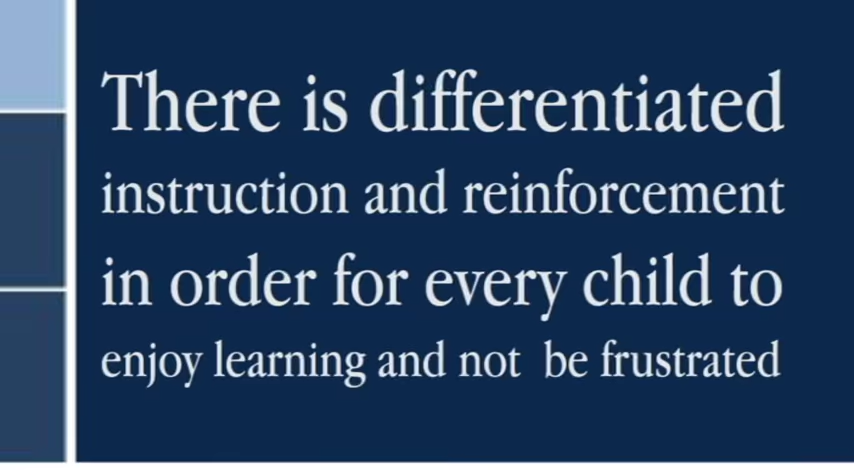 There is differentiated
instruction and reinforcement
in order for every child to
enjoy learning and not  be frustrated